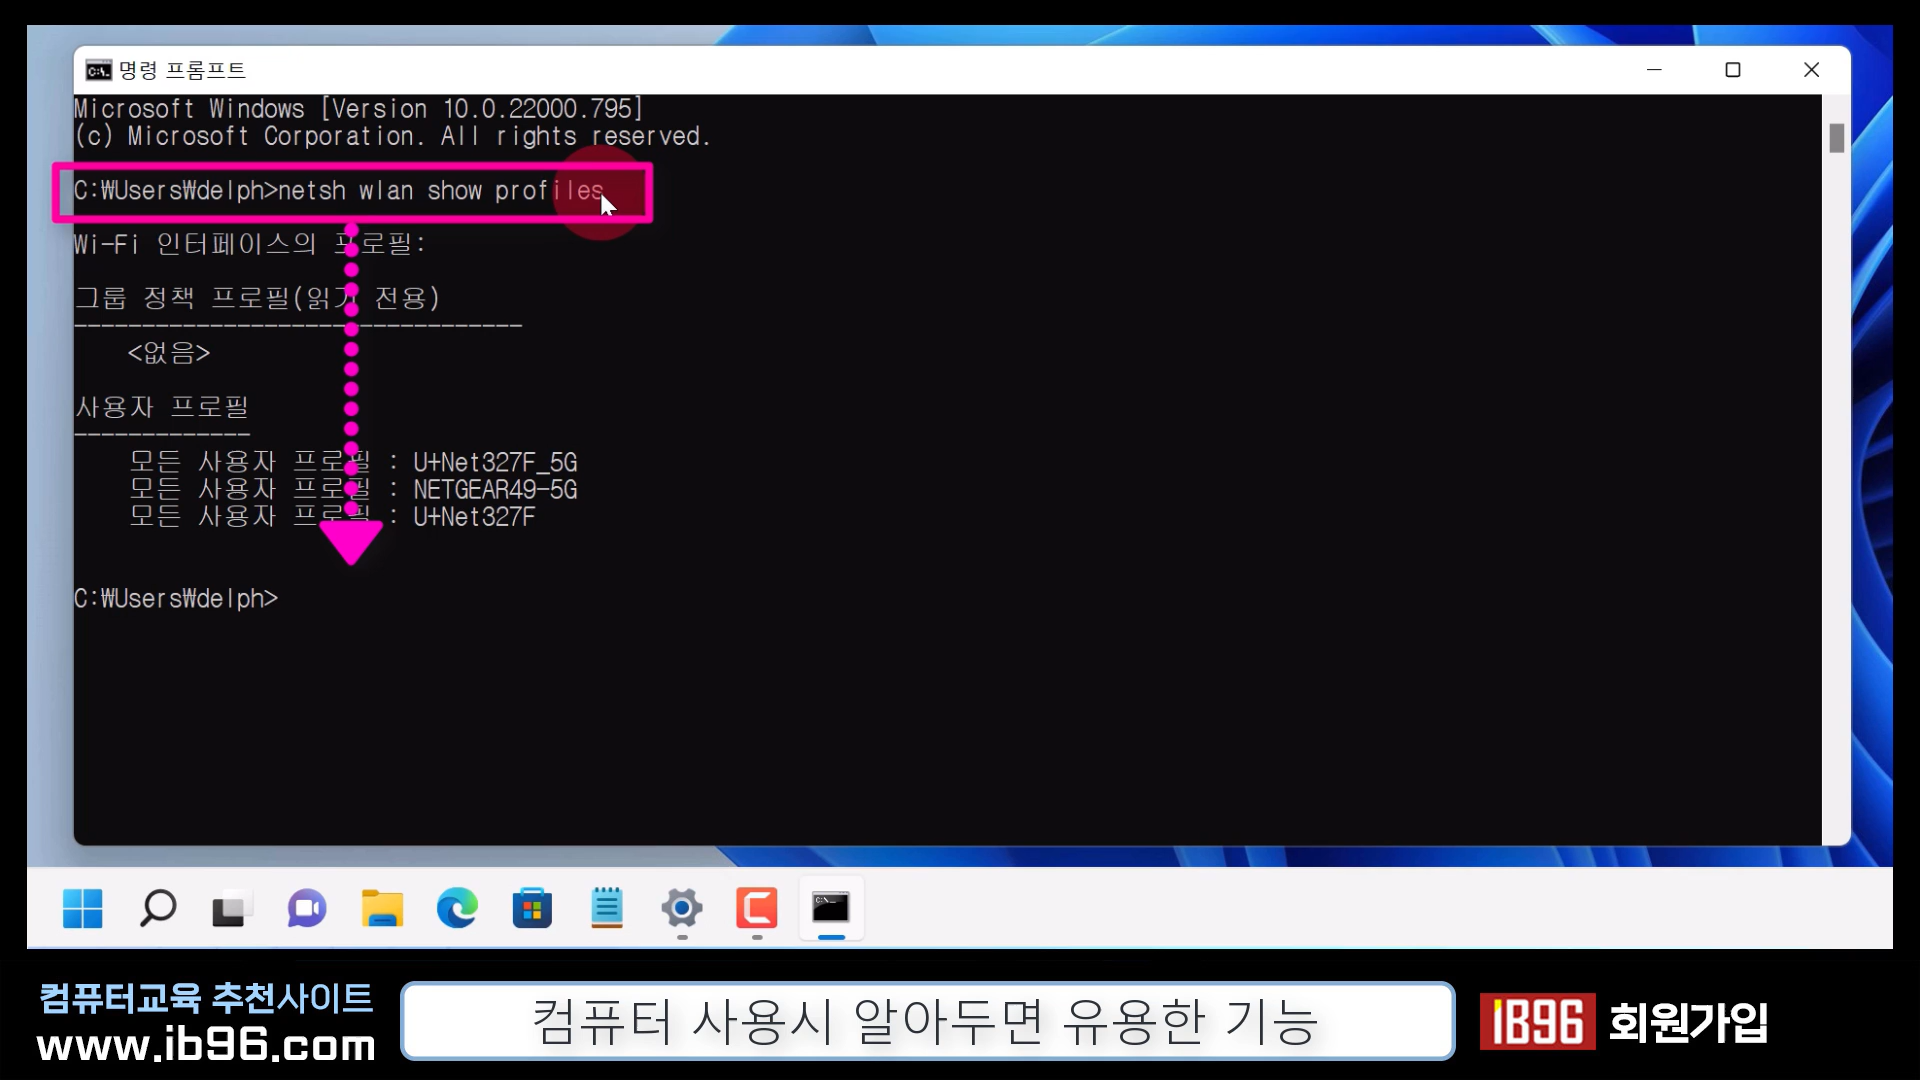 명령 프롬프트
Microsoft Windows [Version 10.0.22000.795]
(c) Microsoft Corporation. All rights reserved.
C:₩Users₩delph>netsh wlan show profiles
Wi-Fi 인터페이스의 프로필:
그룹 정책 프로필(읽기 전용)
---------------------------------
<없음>
사용자 프로필
-------------
모든 사용자 프로필 : U+Net327F_5G
모든 사용자 프로필 : NETGEAR49-5G
모든 사용자 프로필 : U+Net327F
C:₩Users₩delph>
컴퓨터교육 추천사이트
www.ib96.com
컴퓨터 사용시 알아두면 유용한 기능
IB96 회원가입